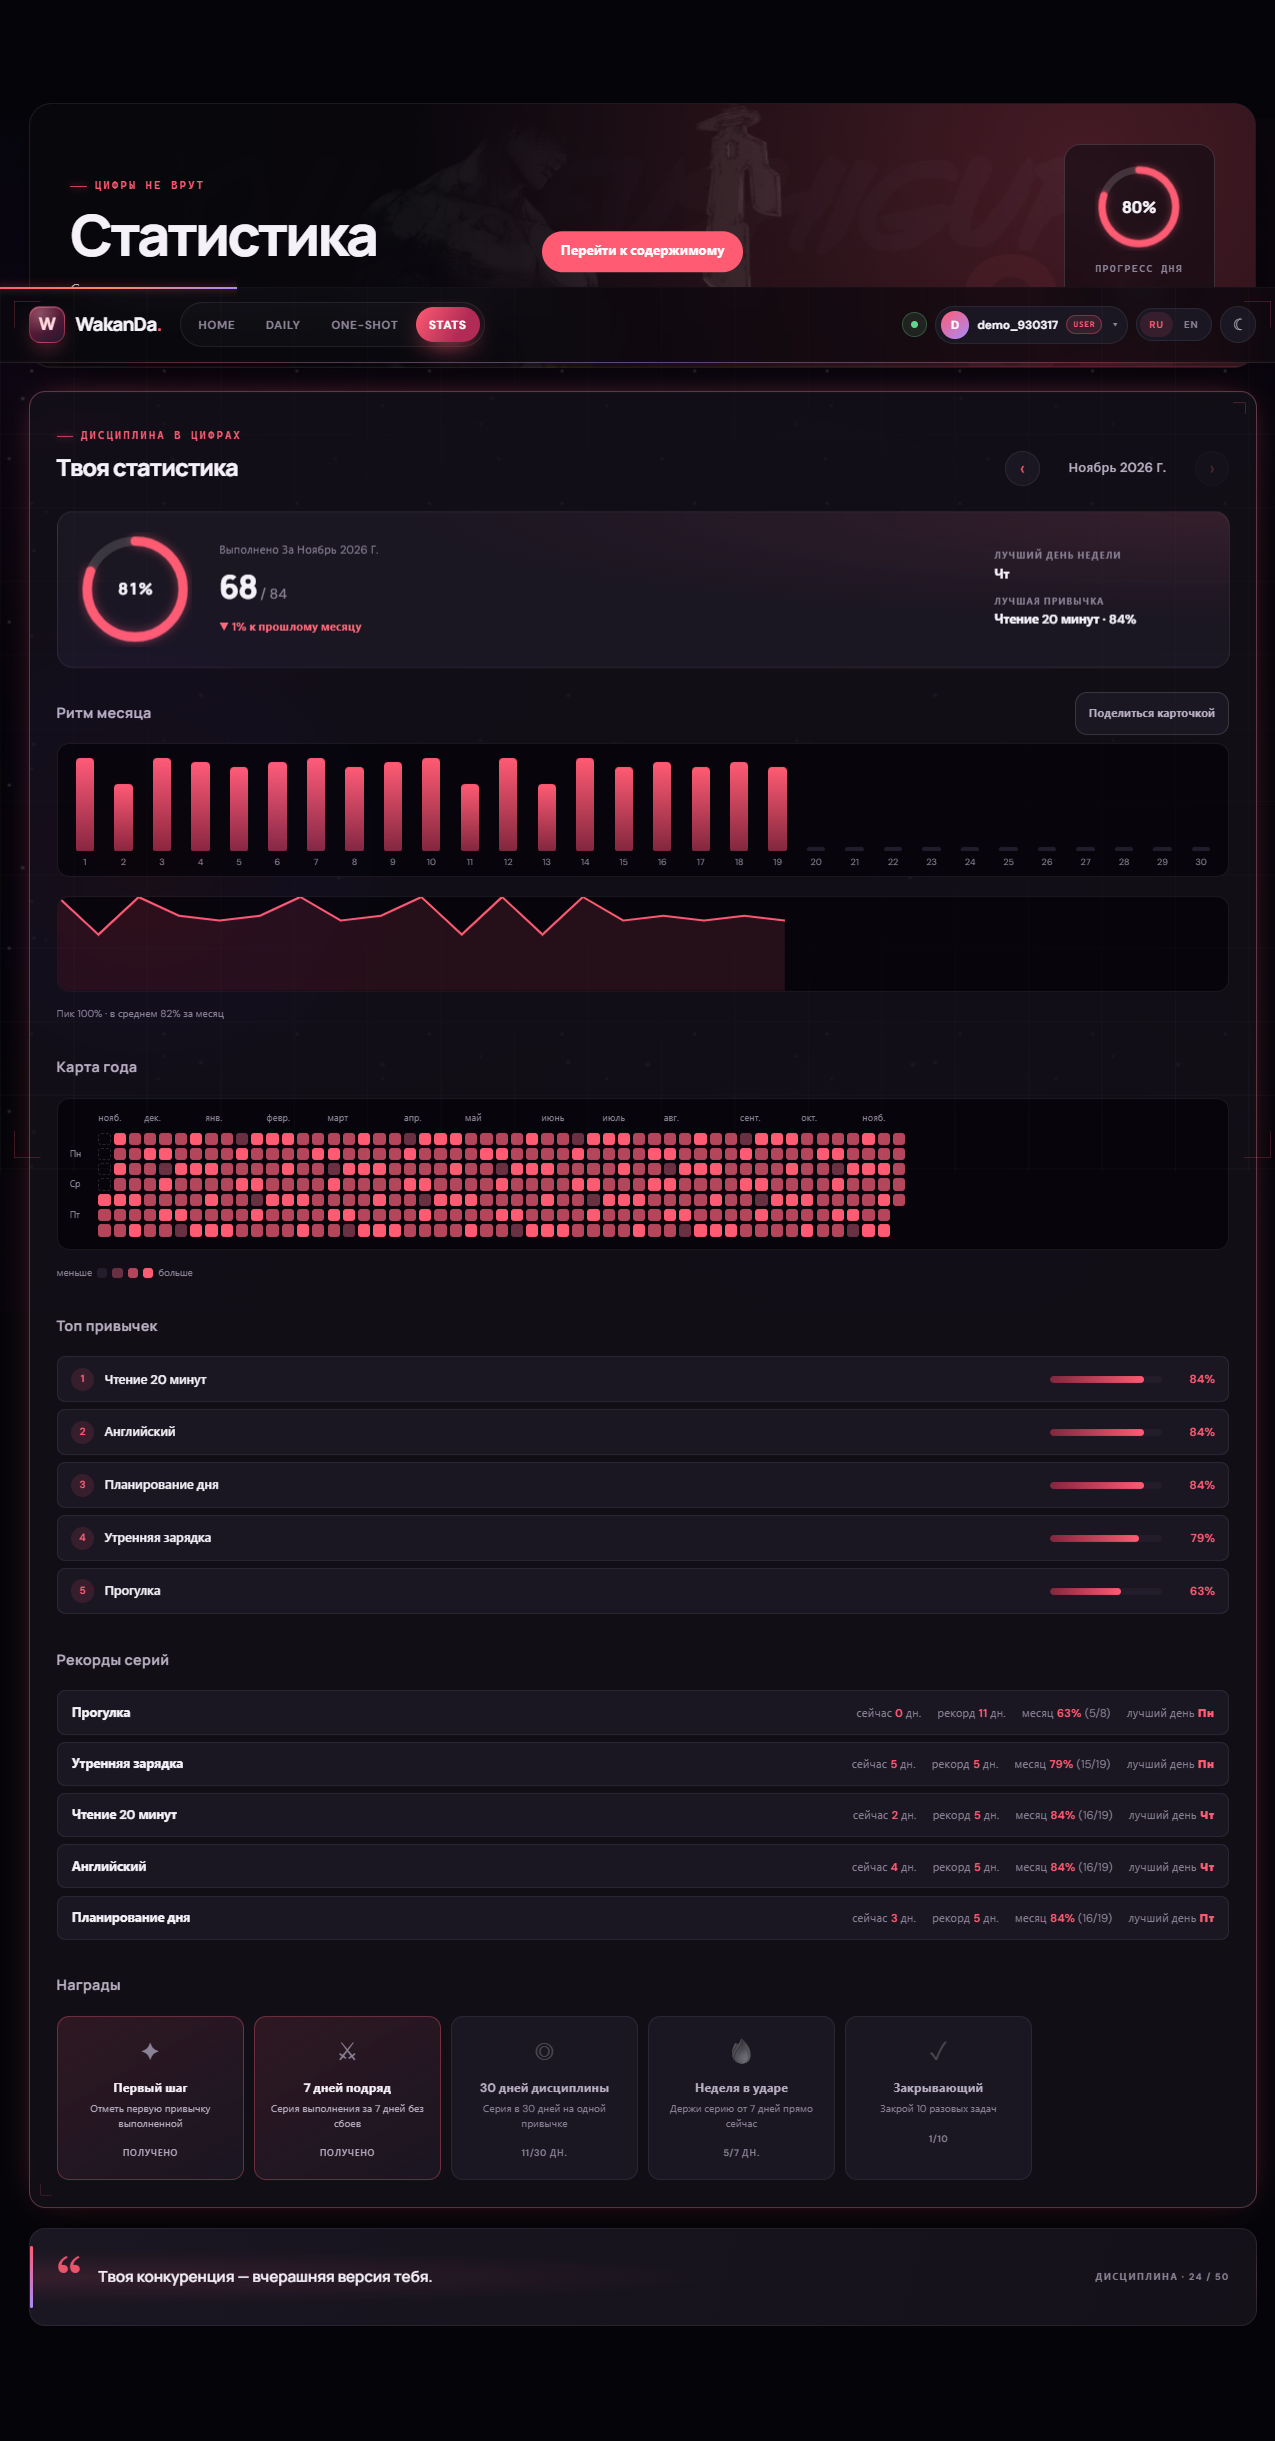 ЦИФРЫ НЕ ВРУТ
Статистика
Перейти к содержимому
80%
ПРОГРЕСС ДНЯ
W WakanDa.
HOME DAILY ONE-SHOT STATS
D demo_930317 USER
RU EN
ДИСЦИПЛИНА В ЦИФРАХ
Твоя статистика
‹ Ноябрь 2026 Г. ›
81%
Выполнено За Ноябрь 2026 Г.
68 / 84
▼ 1% к прошлому месяцу
ЛУЧШИЙ ДЕНЬ НЕДЕЛИ
Чт
ЛУЧШАЯ ПРИВЫЧКА
Чтение 20 минут · 84%
Ритм месяца
Поделиться карточкой
1 2 3 4 5 6 7 8 9 10 11 12 13 14 15 16 17 18 19 20 21 22 23 24 25 26 27 28 29 30
Пик 100% · в среднем 82% за месяц
Карта года
нояб. дек. янв. февр. март апр. май июнь июль авг. сент. окт. нояб.
Пн
Ср
Пт
меньше больше
Топ привычек
1 Чтение 20 минут 84%
2 Английский 84%
3 Планирование дня 84%
4 Утренняя зарядка 79%
5 Прогулка 63%
Рекорды серий
Прогулка сейчас 0 дн. рекорд 11 дн. месяц 63% (5/8) лучший день Пн
Утренняя зарядка сейчас 5 дн. рекорд 5 дн. месяц 79% (15/19) лучший день Пн
Чтение 20 минут сейчас 2 дн. рекорд 5 дн. месяц 84% (16/19) лучший день Чт
Английский сейчас 4 дн. рекорд 5 дн. месяц 84% (16/19) лучший день Чт
Планирование дня сейчас 3 дн. рекорд 5 дн. месяц 84% (16/19) лучший день Пт
Награды
Первый шаг
Отметь первую привычку
выполненной
ПОЛУЧЕНО
7 дней подряд
Серия выполнения за 7 дней без
сбоев
ПОЛУЧЕНО
30 дней дисциплины
Серия в 30 дней на одной
привычке
11/30 ДН.
Неделя в ударе
Держи серию от 7 дней прямо
сейчас
5/7 ДН.
Закрывающий
Закрой 10 разовых задач
1/10
“ Твоя конкуренция — вчерашняя версия тебя.
ДИСЦИПЛИНА · 24 / 50